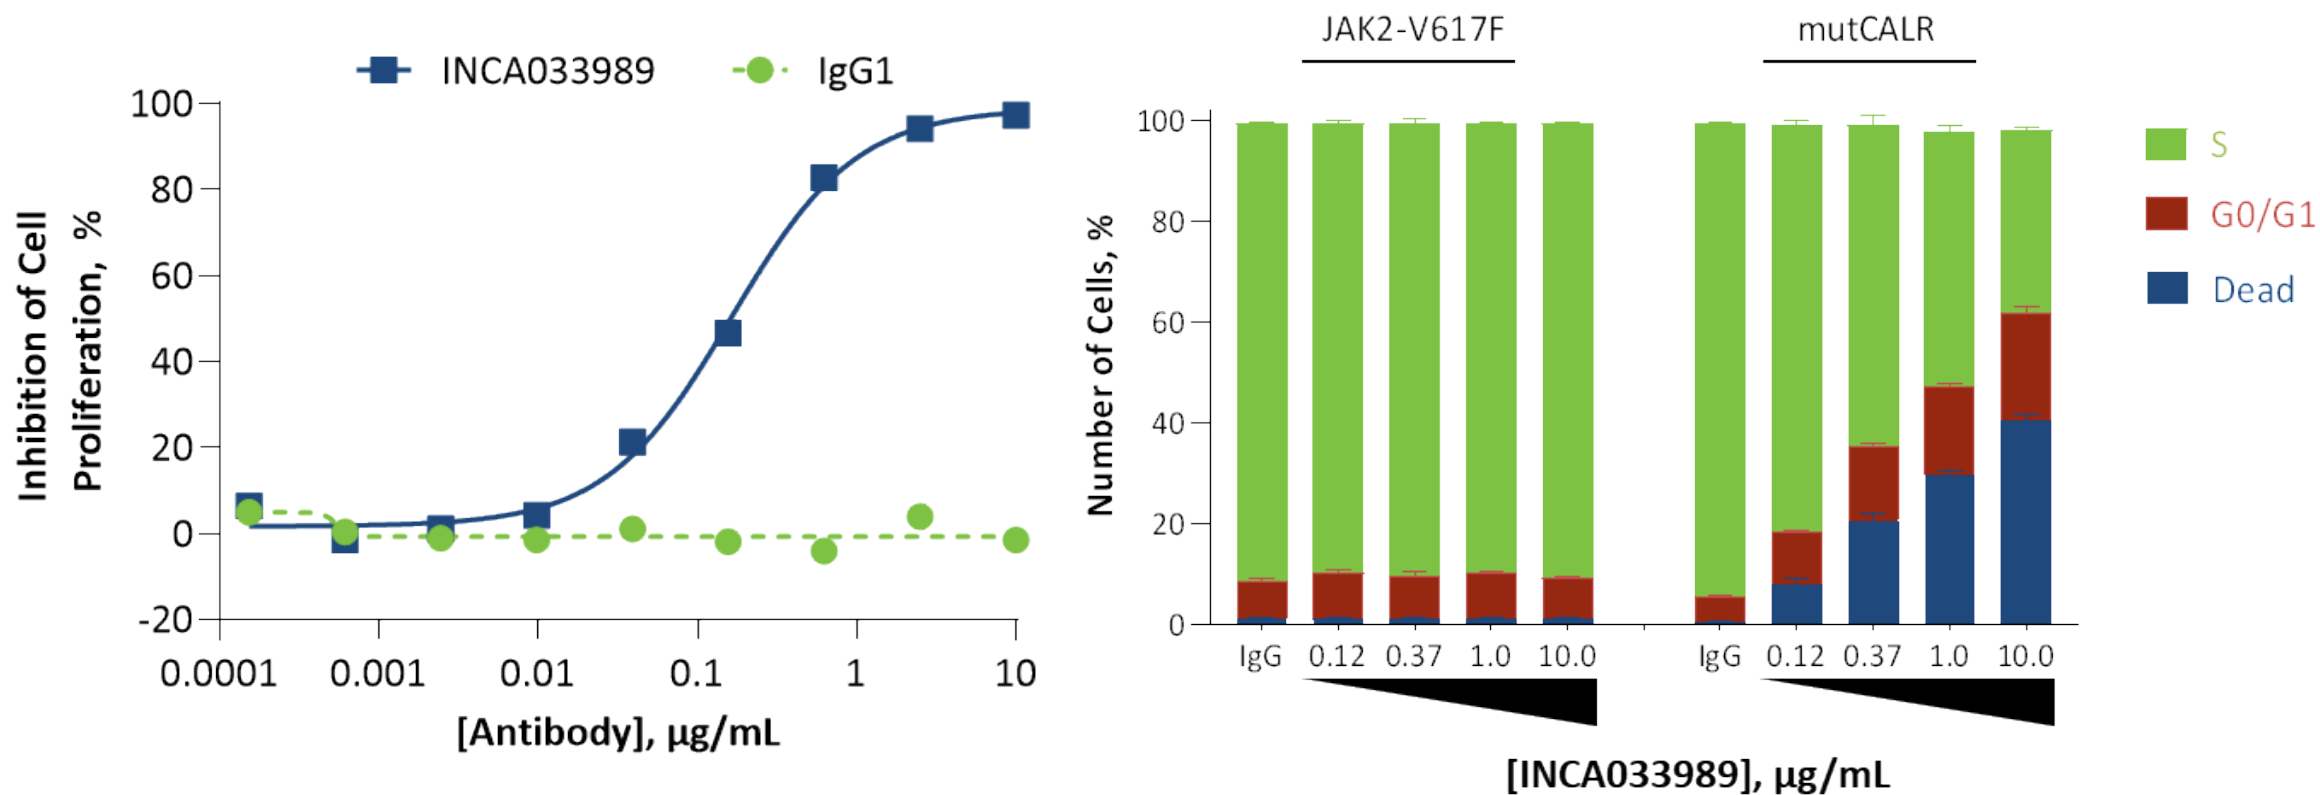 INCA033989 IgG1
Inhibition of Cell
Proliferation, %
100
80
60
40
20
0
-20
0.0001 0.001 0.01 0.1 1 10
[Antibody], µg/mL
JAK2-V617F mutCALR
Number of Cells, %
100
80
60
40
20
0
IgG 0.12 0.37 1.0 10.0 IgG 0.12 0.37 1.0 10.0
[INCA033989], µg/mL
S
G0/G1
Dead